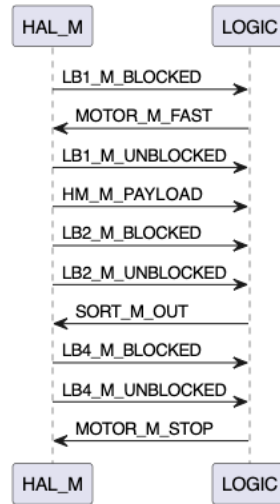 HAL_M LOGIC
LB1_M_BLOCKED
MOTOR_M_FAST
LB1_M_UNBLOCKED
HM_M_PAYLOAD
LB2_M_BLOCKED
LB2_M_UNBLOCKED
SORT_M_OUT
LB4_M_BLOCKED
LB4_M_UNBLOCKED
MOTOR_M_STOP
HAL_M LOGIC